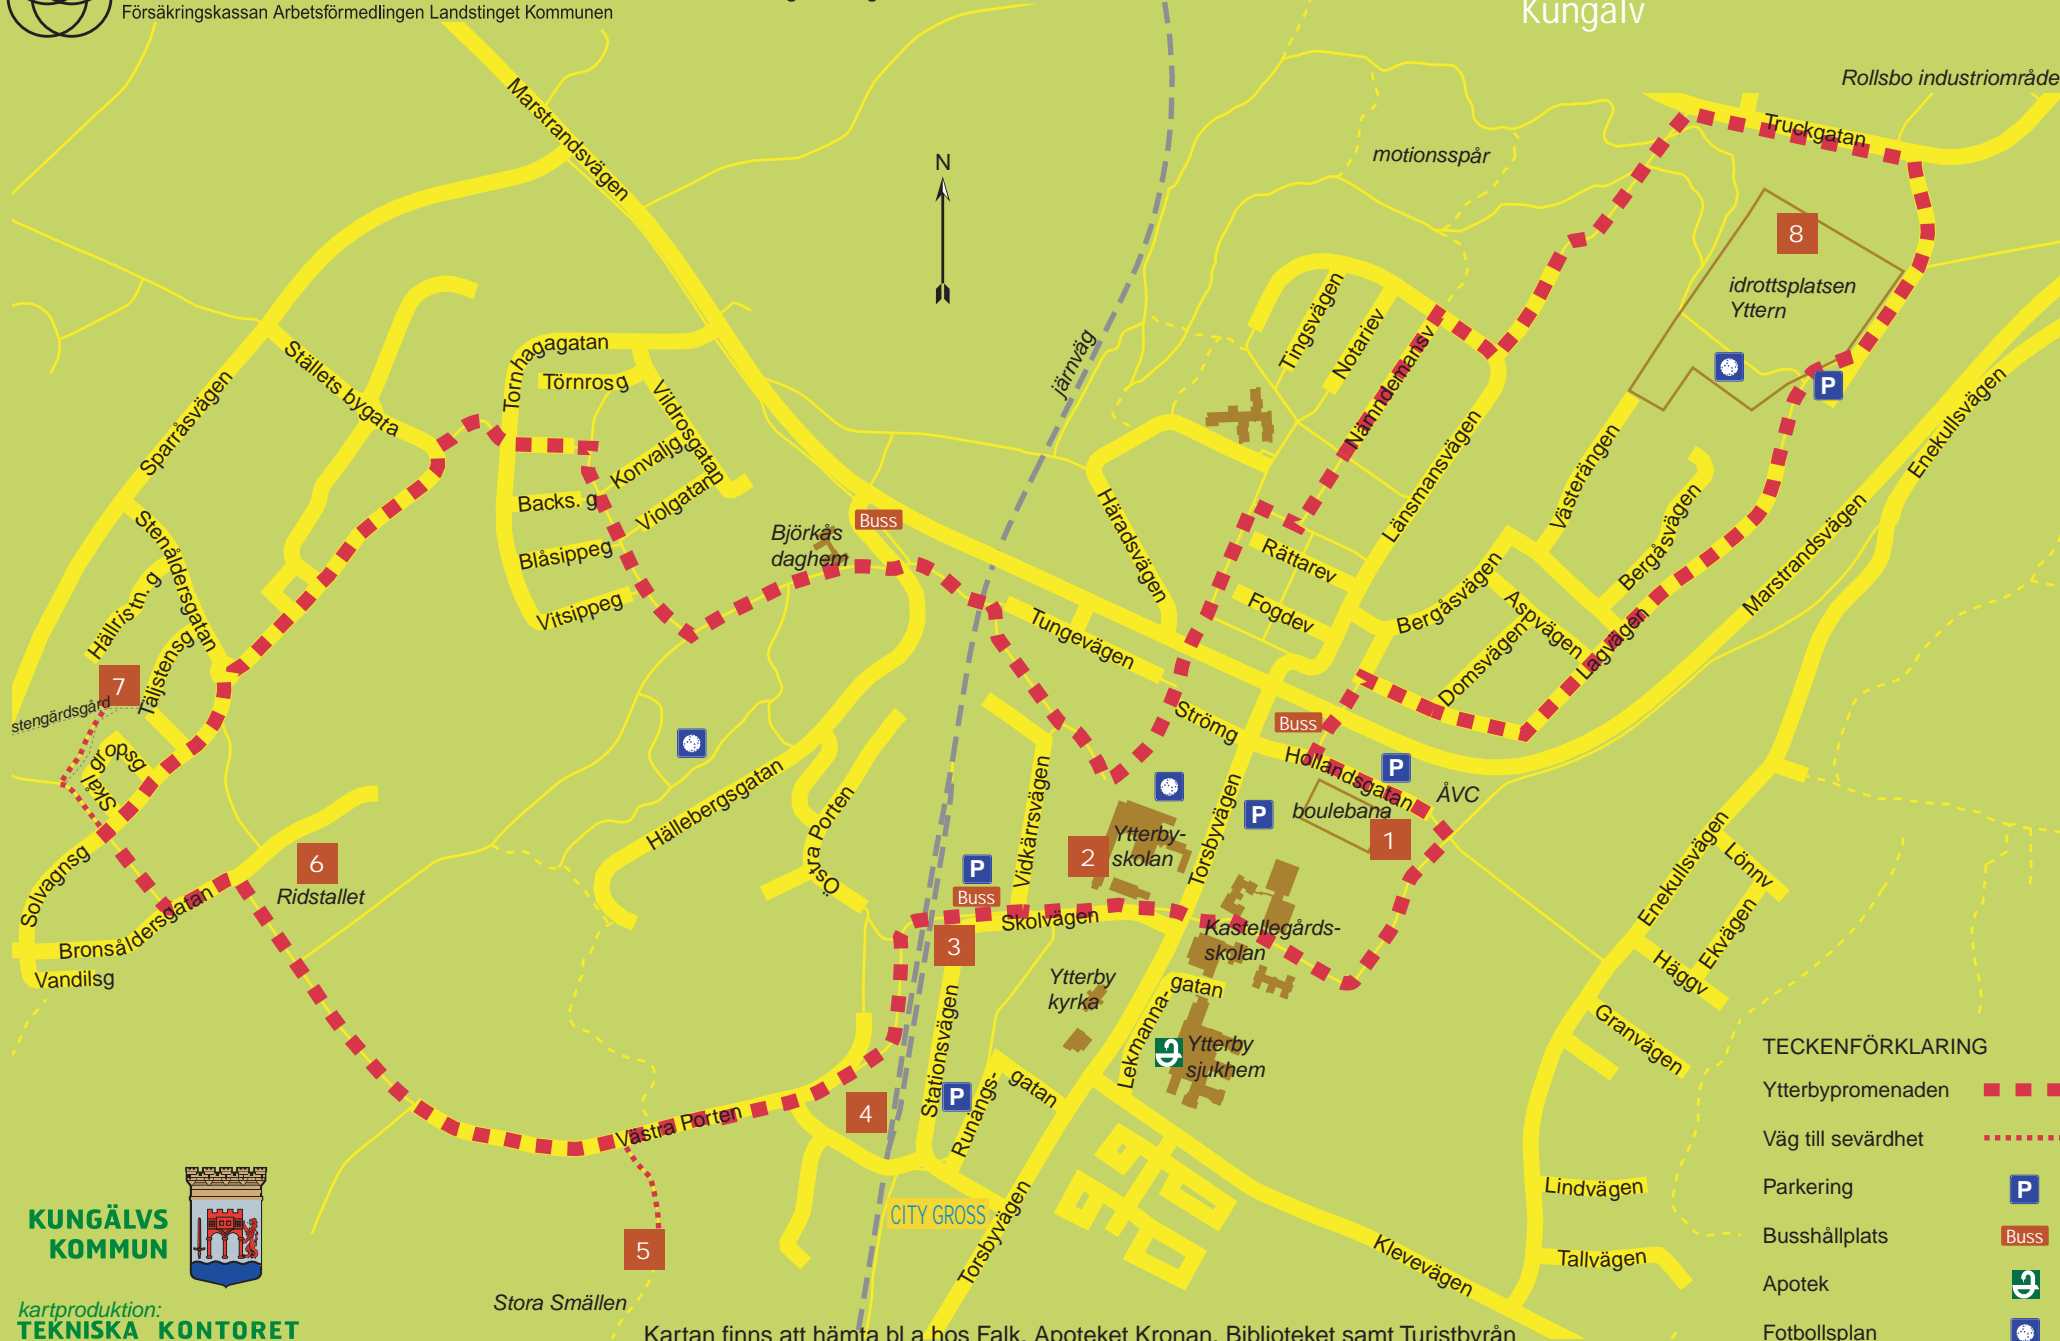 Försäkringskassan Arbetsförmedlingen Landstinget Kommunen
Kungälv
Rollsbo industriområde
Truckgatan
Marstrandsvägen
motionsspår
N
8
idrottsplatsen
Yttern
järnväg
Tingsvägen
Notariev
Nämndemansv
Länsmansvägen
Ställets bygata
Tornhagagatan
Törnrosg
Vildrosgatan
Sparråsvägen
Konvaljg
Backs. g
Violgatan
Blåsippeg
Vitsippeg
Björkås
daghem
Buss
Häradsvägen
Västerängen
Bergåsvägen
Enekullsvägen
P
Stenåldersgatan
Hällristn. g
Täljstensg
Rättarev
Fogdev
Bergåsvägen
Aspvägen
Domsvägen
Lagvägen
Marstrandsvägen
Tungevägen
7
stengärdsgård
Skålgropsg
Strömg
Buss
Hollandsgatan
P
ÅVC
boulebana
1
P
Torsbyvägen
Hällebergsgatan
Östra Porten
Vidkärrsvägen
2
Ytterby-
skolan
P
Buss
Skolvägen
3
6
Ridstallet
Solvagnsg
Bronsåldersgatan
Vandilsg
Kastellegårds-
skolan
Ytterby
kyrka
Lekmanna-
gatan
Ytterby
sjukhem
Enekullsvägen
Lönnv
Ekvägen
Häggv
Granvägen
Stationsvägen
P
Runängs-
gatan
4
Västra Porten
5
Stora Smällen
CITY GROSS
Torsbyvägen
Klevevägen
Lindvägen
Tallvägen
TECKENFÖRKLARING
Ytterbypromenaden
Väg till sevärdhet
Parkering P
Busshållplats Buss
Apotek
Fotbollsplan
KUNGÄLVS
KOMMUN
kartproduktion:
TEKNISKA KONTORET
Kartan finns att hämta bl a hos Falk, Apoteket Kronan, Biblioteket samt Turistbyrån